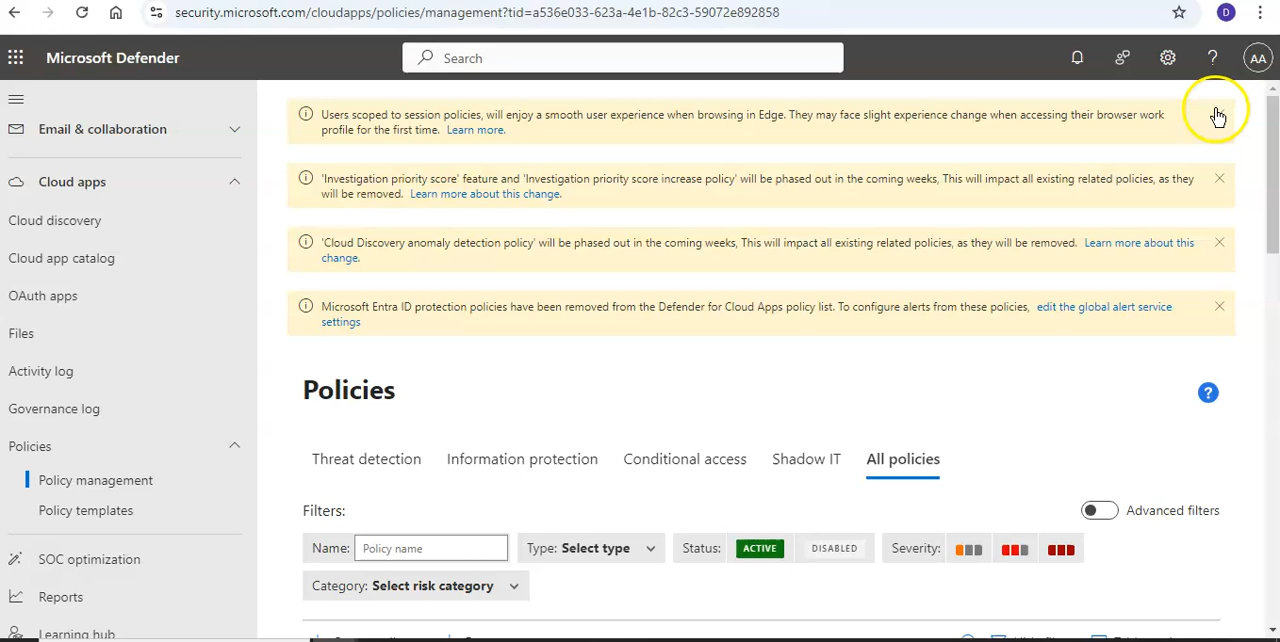 security.microsoft.com/cloudapps/policies/management?tid=a536e033-623a-4e1b-82c3-59072e892858
D
Microsoft Defender
Search
?
AA
Email & collaboration
Cloud apps
Cloud discovery
Cloud app catalog
OAuth apps
Files
Activity log
Governance log
Policies
Policy management
Policy templates
SOC optimization
Reports
Learning hub
Users scoped to session policies, will enjoy a smooth user experience when browsing in Edge. They may face slight experience change when accessing their browser work
profile for the first time. Learn more.
'Investigation priority score' feature and 'Investigation priority score increase policy' will be phased out in the coming weeks, This will impact all existing related policies, as they
will be removed. Learn more about this change.
'Cloud Discovery anomaly detection policy' will be phased out in the coming weeks, This will impact all existing related policies, as they will be removed. Learn more about this
change.
Microsoft Entra ID protection policies have been removed from the Defender for Cloud Apps policy list. To configure alerts from these policies, edit the global alert service
settings
Policies
?
Threat detection Information protection Conditional access Shadow IT All policies
Filters:
Advanced filters
Name: Policy name Type: Select type Status: ACTIVE DISABLED Severity:
Category: Select risk category